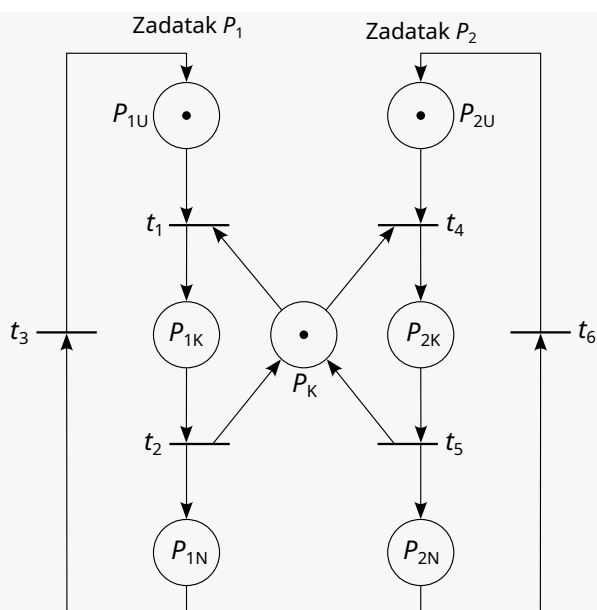 Zadatak P1 Zadatak P2
P1U P2U
t1 t4
t3 P1K P2K t6
PK
t2 t5
P1N P2N